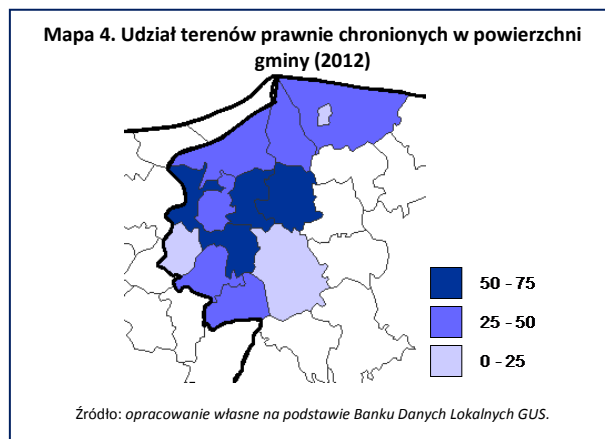 Mapa 4. Udział terenów prawnie chronionych w powierzchni
gminy (2012)
50 - 75
25 - 50
0 - 25
Źródło: opracowanie własne na podstawie Banku Danych Lokalnych GUS.